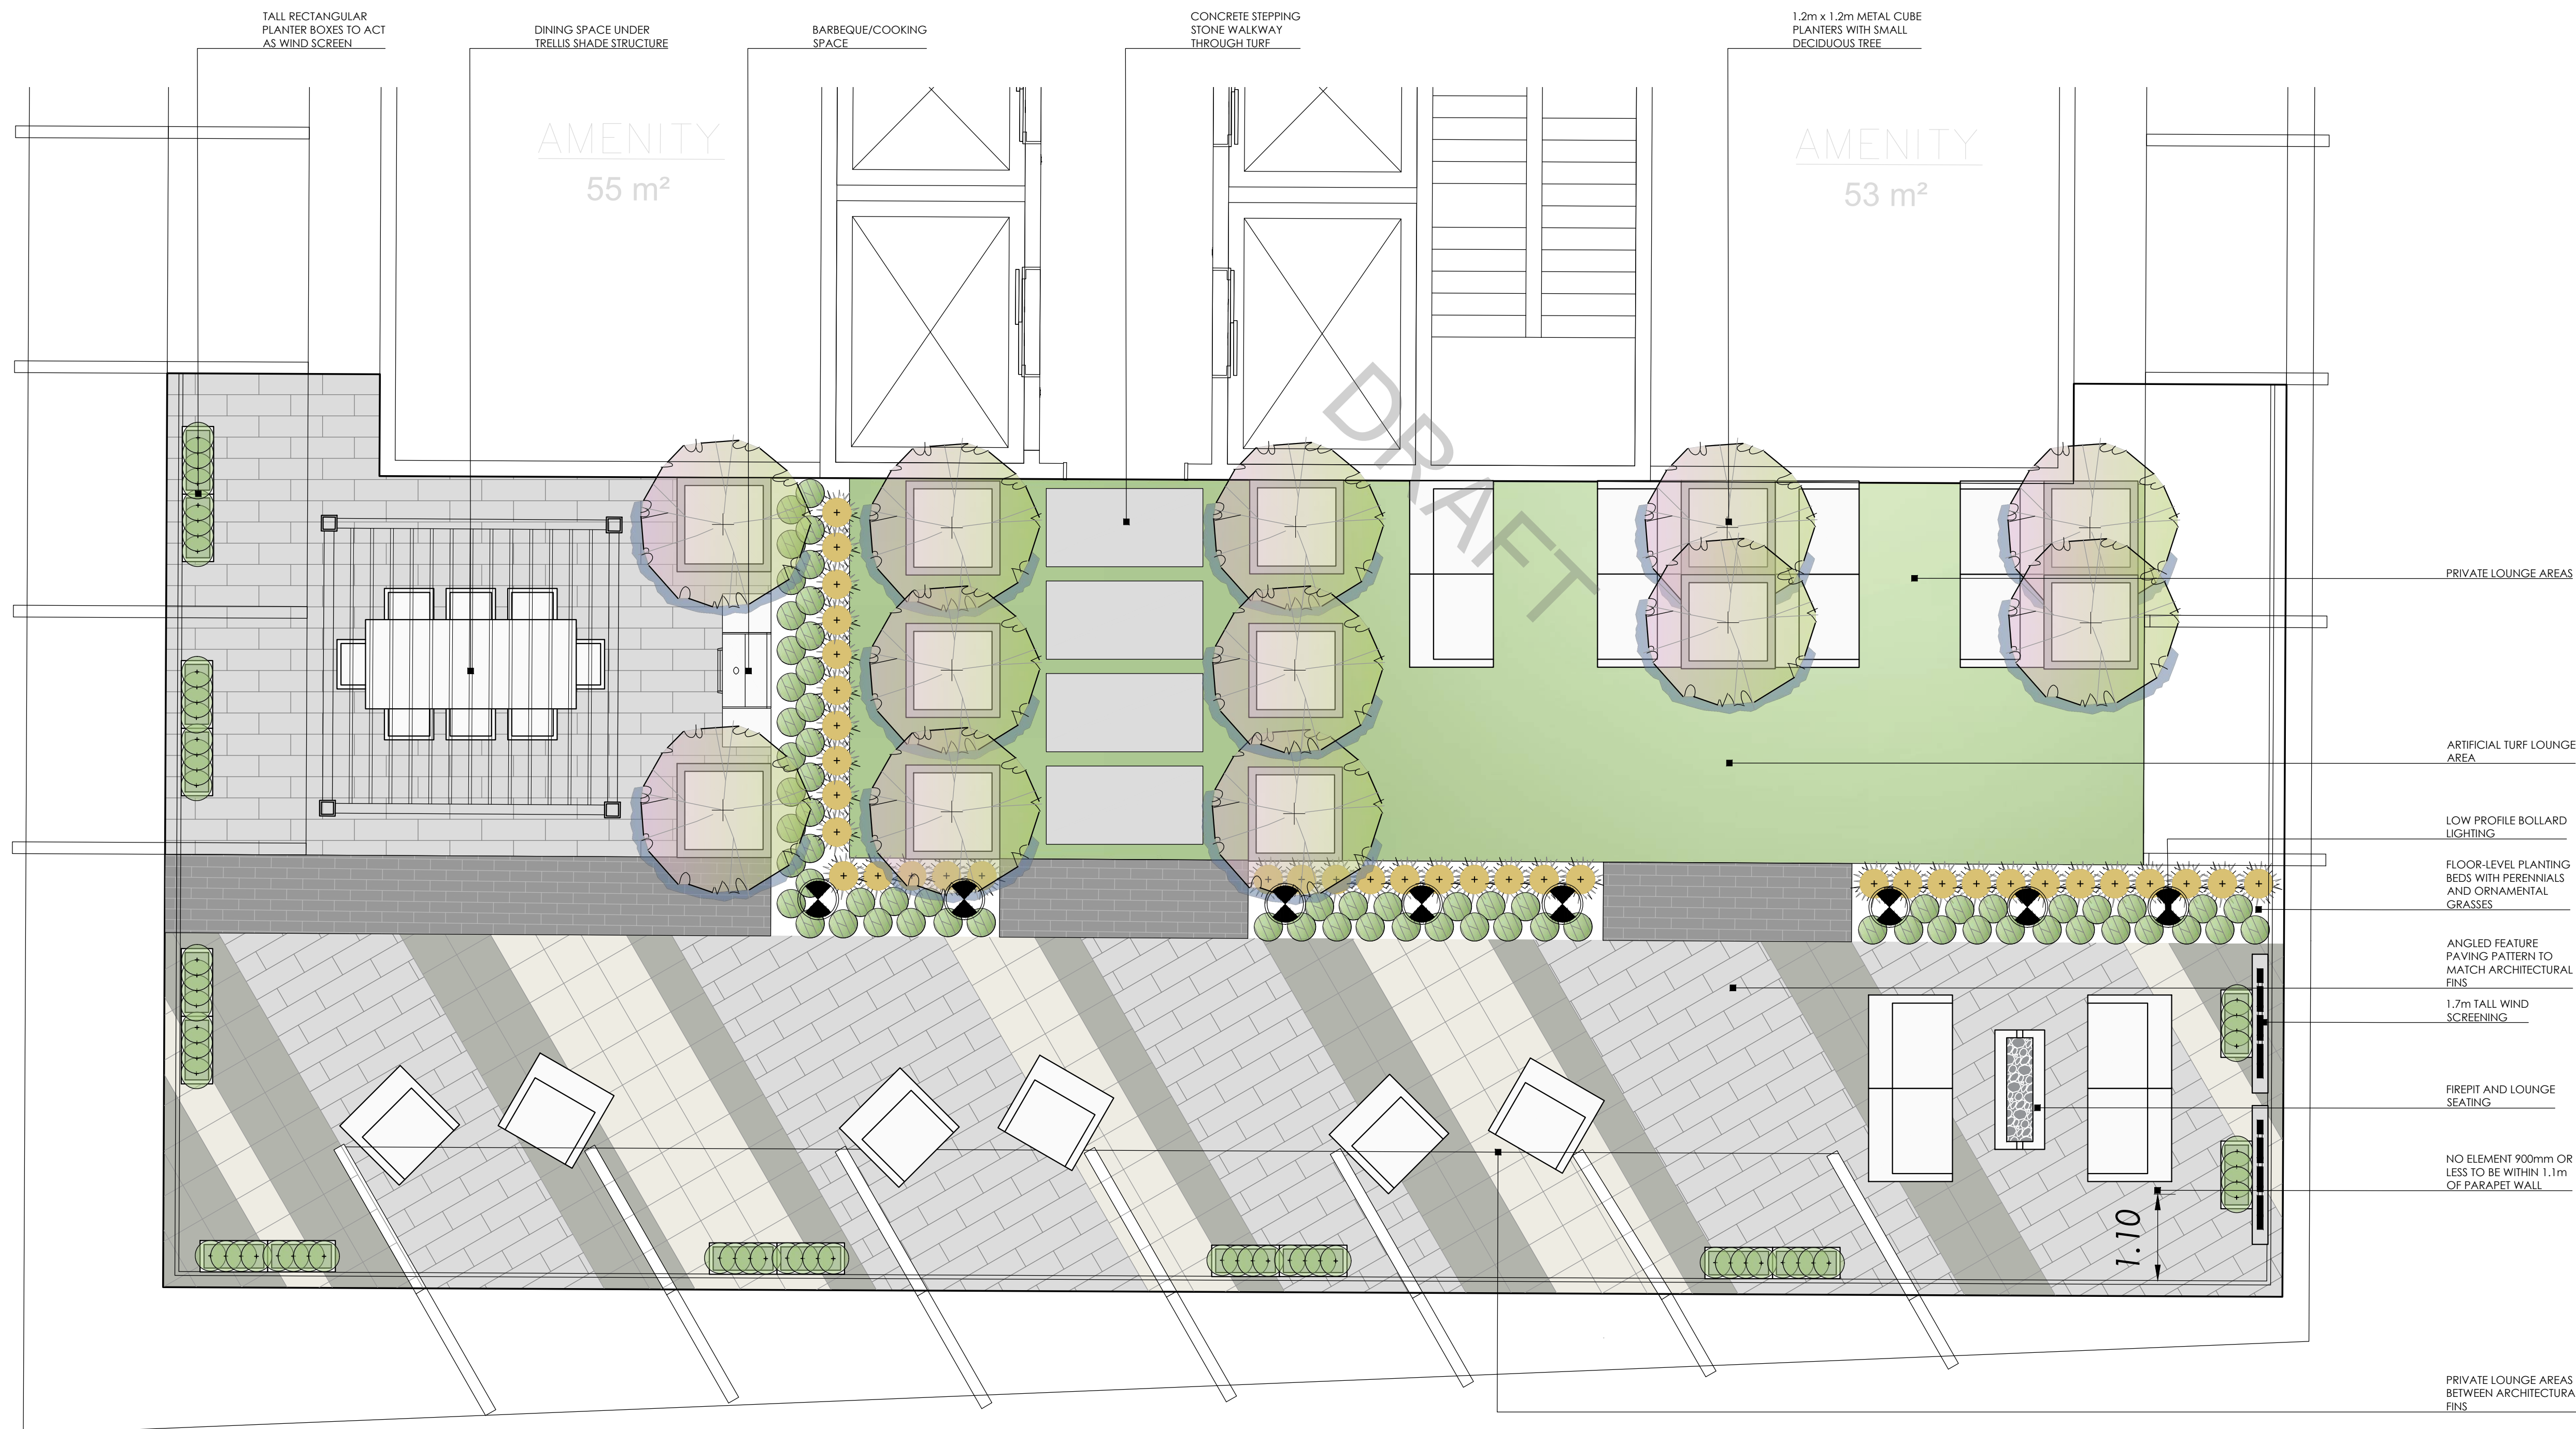 TALL RECTANGULAR
PLANTER BOXES TO ACT
AS WIND SCREEN
DINING SPACE UNDER
TRELLIS SHADE STRUCTURE
BARBEQUE/COOKING
SPACE
CONCRETE STEPPING
STONE WALKWAY
THROUGH TURF
1.2m x 1.2m METAL CUBE
PLANTERS WITH SMALL
DECIDUOUS TREE
AMENITY
55 m²
AMENITY
53 m²
DRAFT
PRIVATE LOUNGE AREAS
ARTIFICIAL TURF LOUNGE
AREA
LOW PROFILE BOLLARD
LIGHTING
FLOOR-LEVEL PLANTING
BEDS WITH PERENNIALS
AND ORNAMENTAL
GRASSES
ANGLED FEATURE
PAVING PATTERN TO
MATCH ARCHITECTURAL
FINS
1.7m TALL WIND
SCREENING
FIREPIT AND LOUNGE
SEATING
NO ELEMENT 900mm OR
LESS TO BE WITHIN 1.1m
OF PARAPET WALL
1.10
PRIVATE LOUNGE AREAS
BETWEEN ARCHITECTURA
FINS